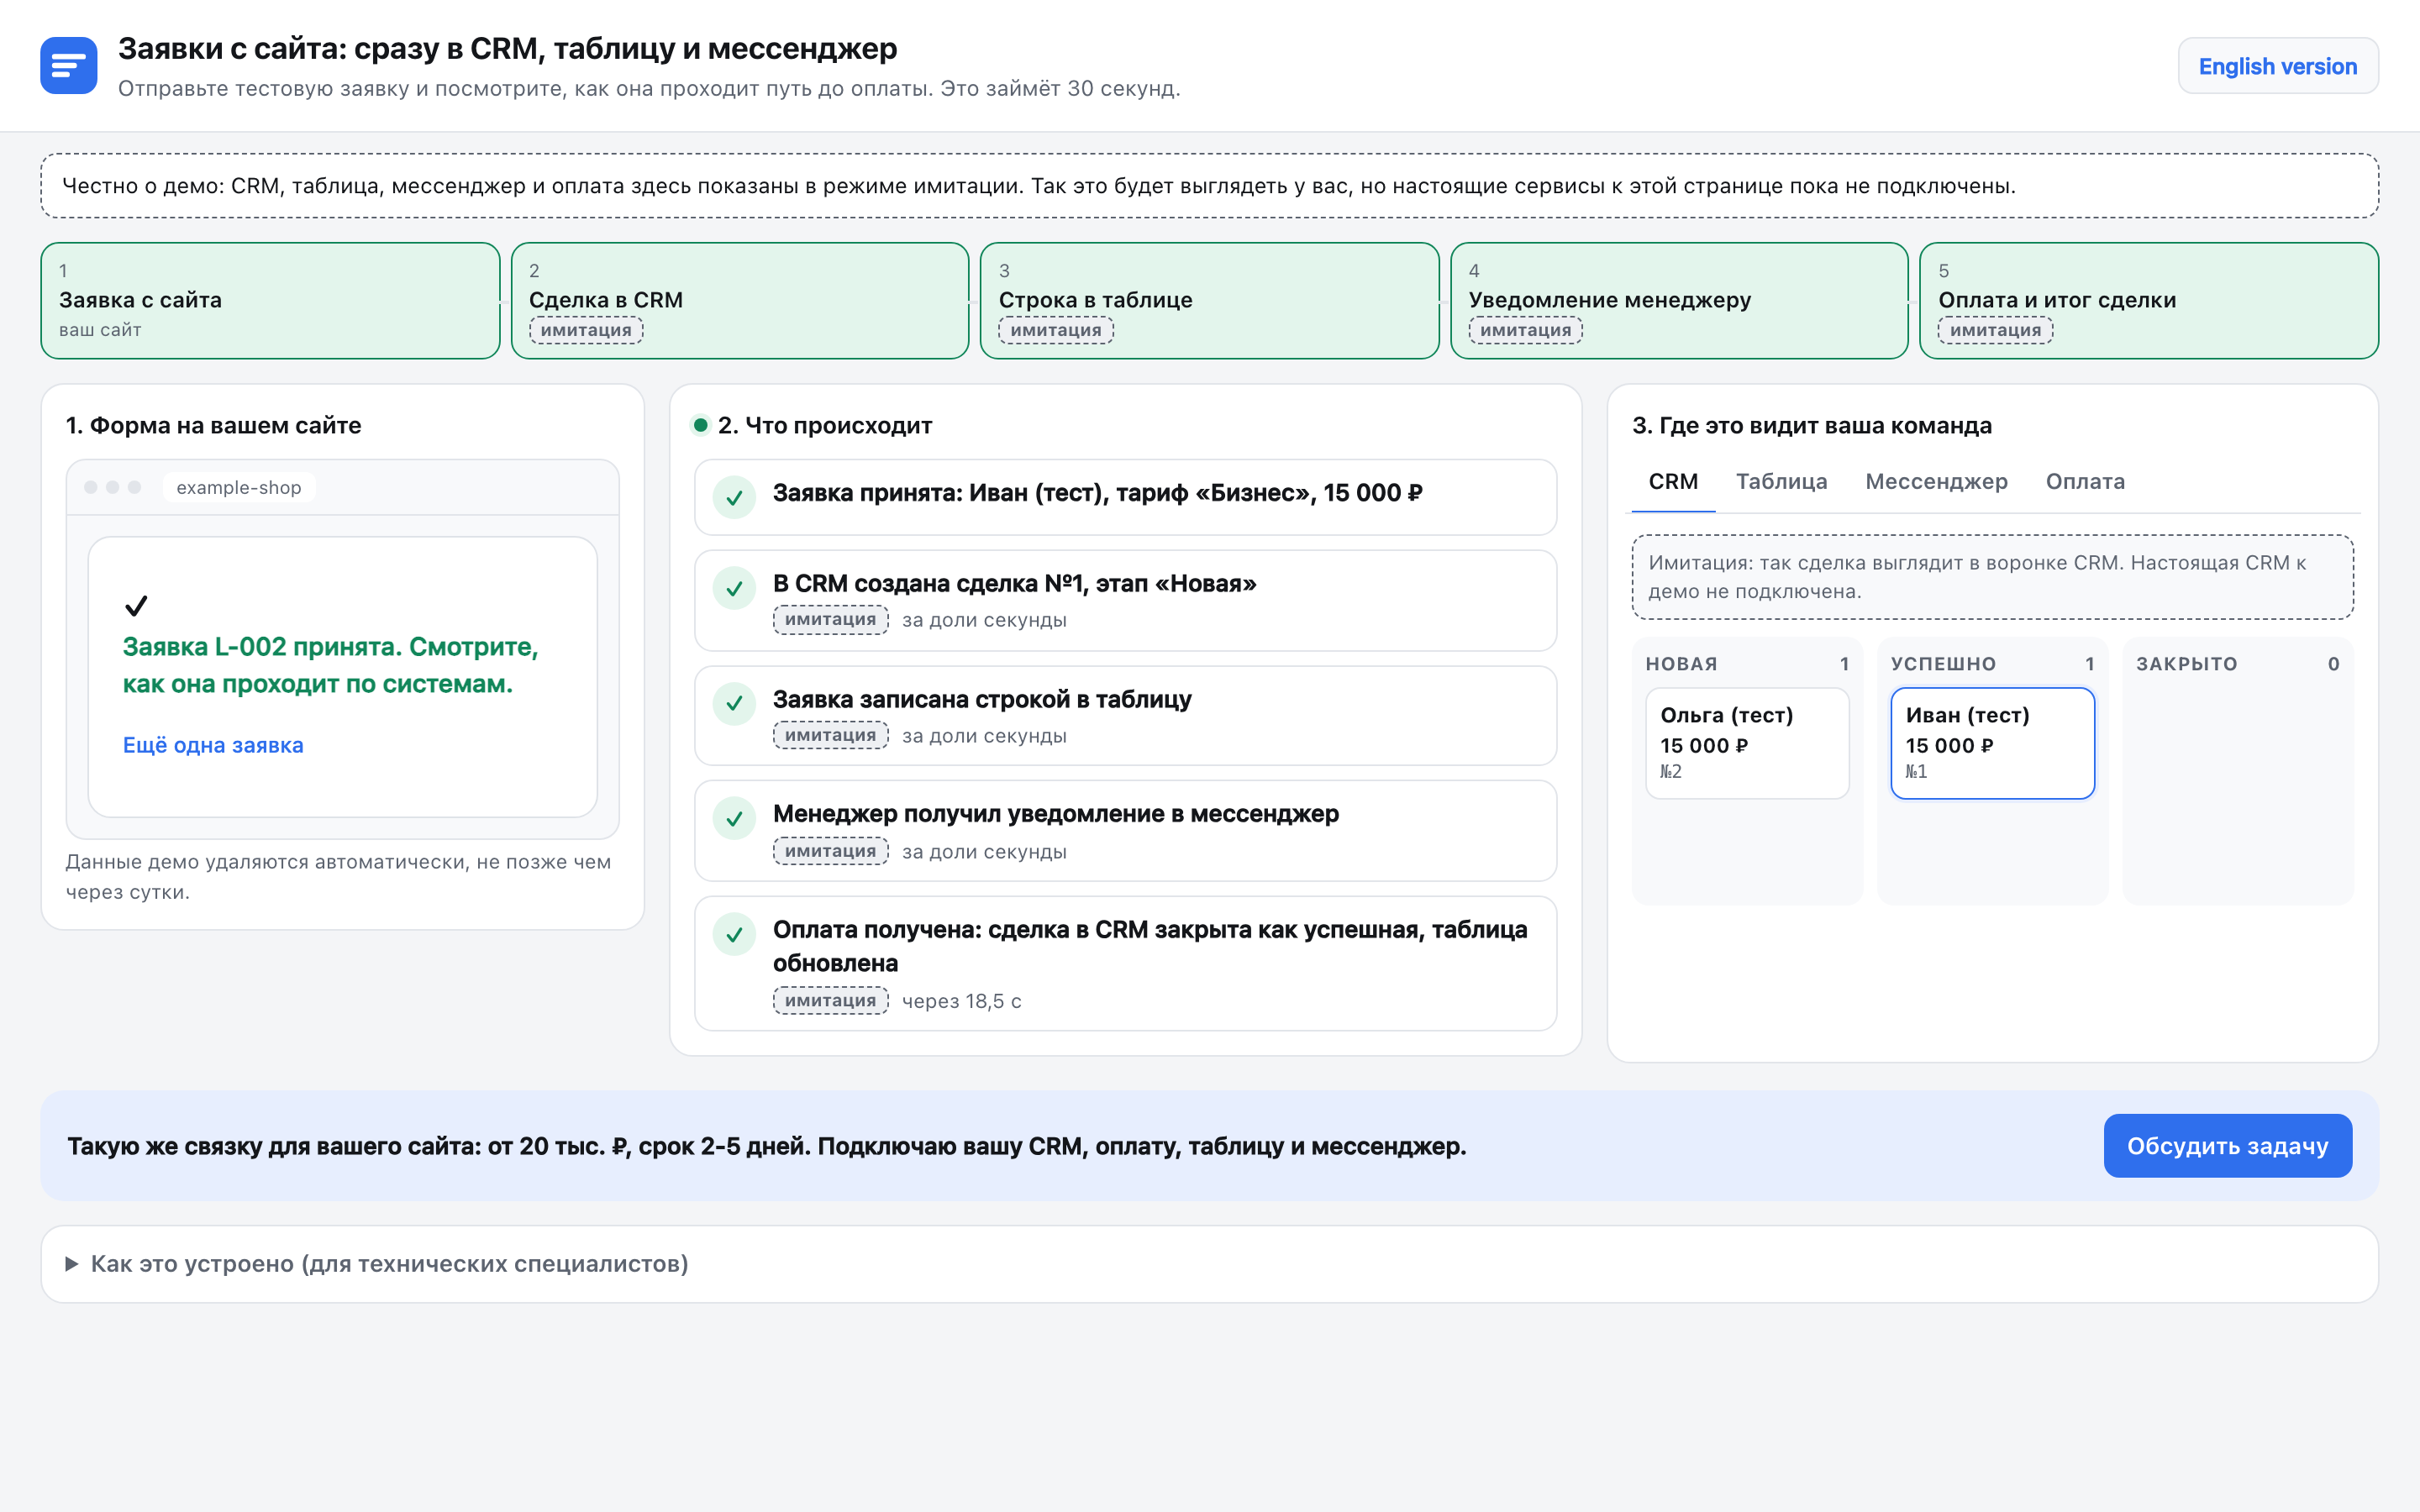 Заявки с сайта: сразу в CRM, таблицу и мессенджер
Отправьте тестовую заявку и посмотрите, как она проходит путь до оплаты. Это займёт 30 секунд.
English version
Честно о демо: CRM, таблица, мессенджер и оплата здесь показаны в режиме имитации. Так это будет выглядеть у вас, но настоящие сервисы к этой странице пока не подключены.
1
Заявка с сайта
ваш сайт
2
Сделка в CRM
имитация
3
Строка в таблице
имитация
4
Уведомление менеджеру
имитация
5
Оплата и итог сделки
имитация
1. Форма на вашем сайте
example-shop
Заявка L-002 принята. Смотрите,
как она проходит по системам.
Ещё одна заявка
Данные демо удаляются автоматически, не позже чем
через сутки.
2. Что происходит
Заявка принята: Иван (тест), тариф «Бизнес», 15 000 ₽
В CRM создана сделка №1, этап «Новая»
имитация за доли секунды
Заявка записана строкой в таблицу
имитация за доли секунды
Менеджер получил уведомление в мессенджер
имитация за доли секунды
Оплата получена: сделка в CRM закрыта как успешная, таблица
обновлена
имитация через 18,5 с
3. Где это видит ваша команда
CRM Таблица Мессенджер Оплата
Имитация: так сделка выглядит в воронке CRM. Настоящая CRM к
демо не подключена.
НОВАЯ 1
Ольга (тест)
15 000 ₽
№2
УСПЕШНО 1
Иван (тест)
15 000 ₽
№1
ЗАКРЫТО 0
Такую же связку для вашего сайта: от 20 тыс. ₽, срок 2-5 дней. Подключаю вашу CRM, оплату, таблицу и мессенджер.
Обсудить задачу
Как это устроено (для технических специалистов)